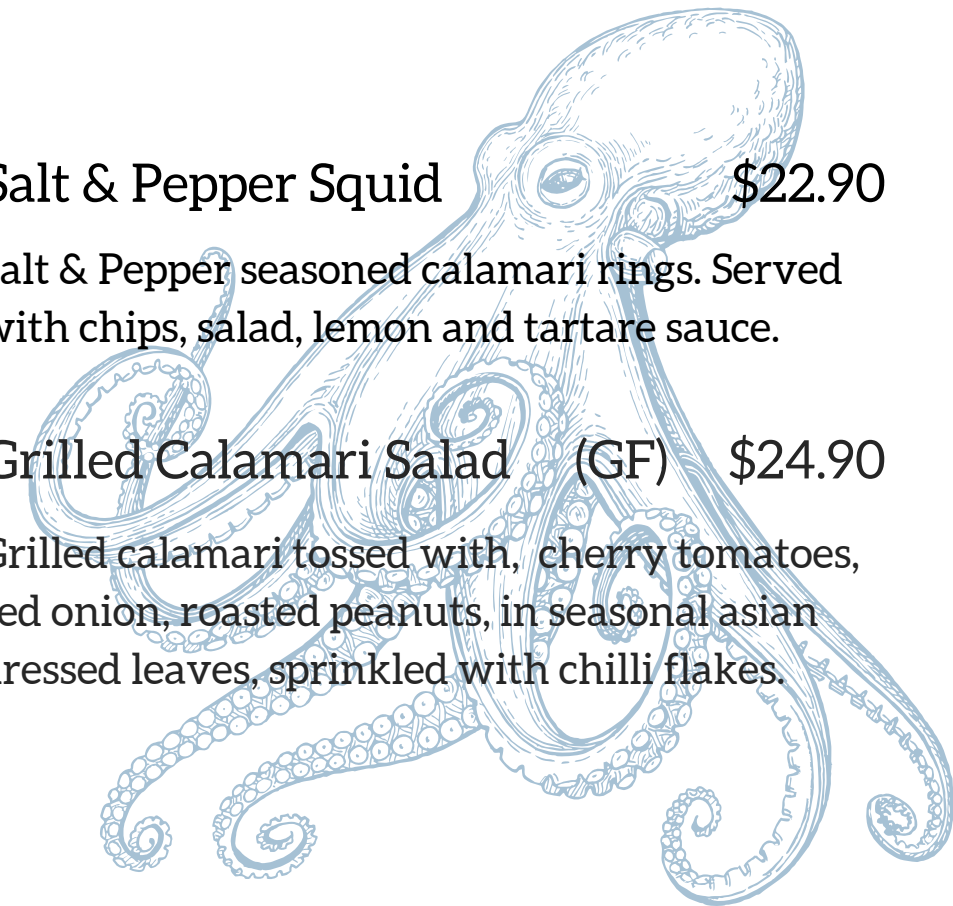 Salt & Pepper Squid $22.90
alt & Pepper seasoned calamari rings. Served
with chips, salad, lemon and tartare sauce.
Grilled Calamari Salad (GF) $24.90
Grilled calamari tossed with, cherry tomatoes,
ed onion, roasted peanuts, in seasonal asian
ressed leaves, sprinkled with chilli flakes.